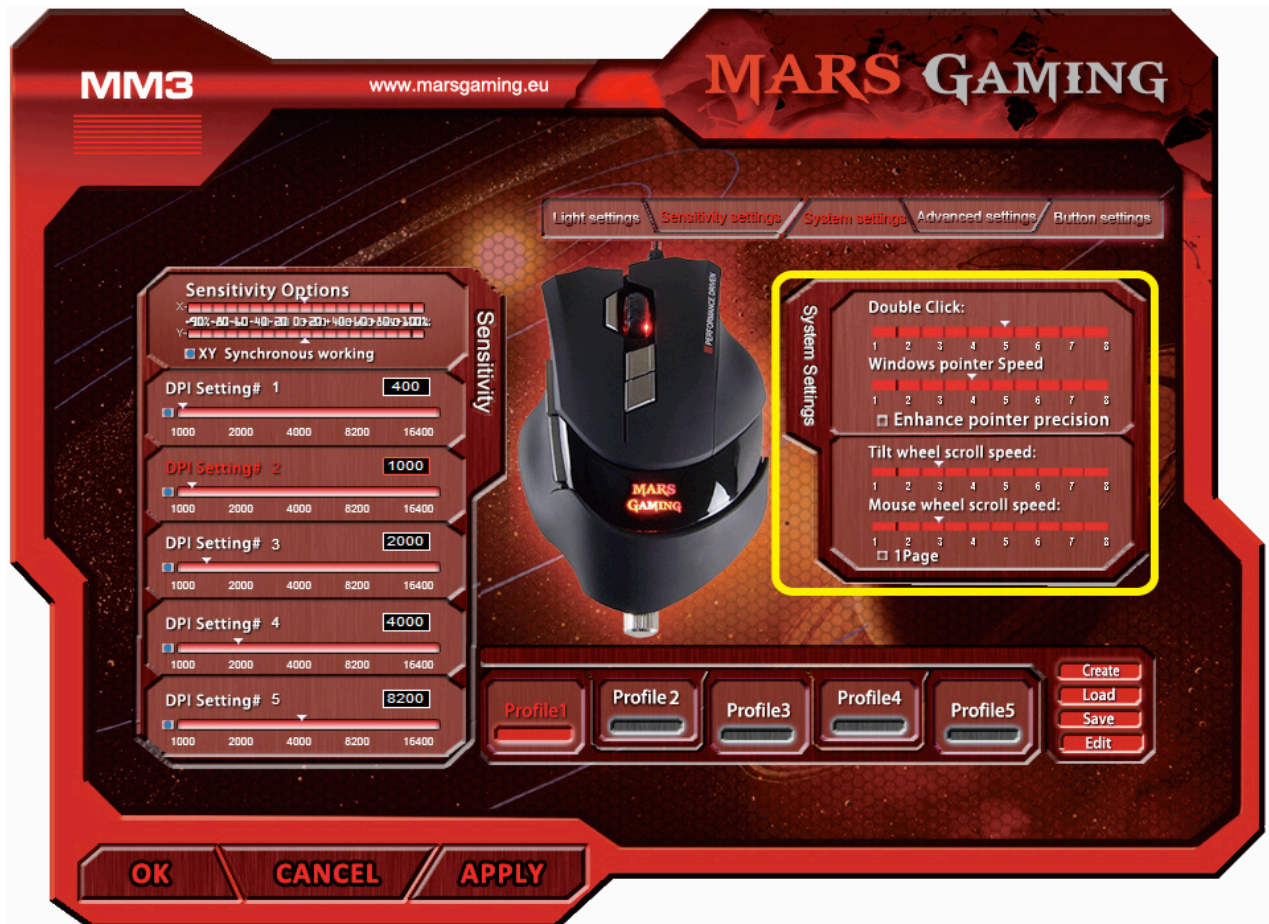 MM3
www.marsgaming.eu
MARS GAMING
Light settings
Sensitivity settings
System settings
Advanced settings
Button settings
Sensitivity Options
X
Y
XY Synchronous working
Sensitivity
DPI Setting# 1 400
1000 2000 4000 8200 16400
DPI Setting# 2 1000
1000 2000 4000 8200 16400
DPI Setting# 3 2000
1000 2000 4000 8200 16400
DPI Setting# 4 4000
1000 2000 4000 8200 16400
DPI Setting# 5 8200
1000 2000 4000 8200 16400
PERFORMANCE DRIVEN
MARS
GAMING
System Settings
Double Click:
1 2 3 4 5 6 7 8
Windows pointer Speed
1 2 3 4 5 6 7 8
Enhance pointer precision
Tilt wheel scroll speed:
1 2 3 4 5 6 7 8
Mouse wheel scroll speed:
1 2 3 4 5 6 7 8
1Page
Profile1
Profile 2
Profile3
Profile4
Profile5
Create
Load
Save
Edit
OK
CANCEL
APPLY